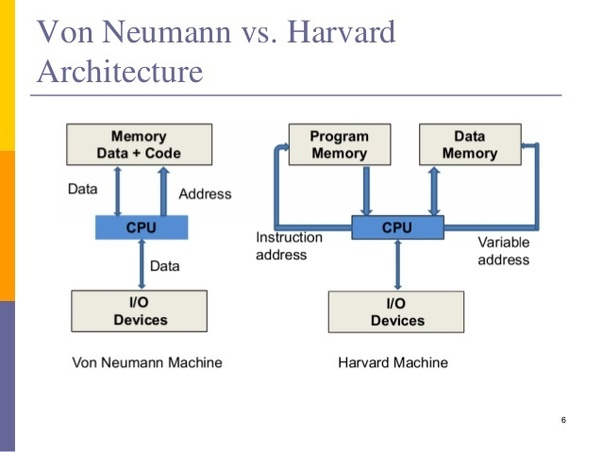 Von Neumann vs. Harvard
Architecture
Memory
Data + Code
Data
Address
CPU
Data
I/O
Devices
Von Neumann Machine
Program
Memory
Data
Memory
CPU
Instruction
address
Variable
address
I/O
Devices
Harvard Machine
6